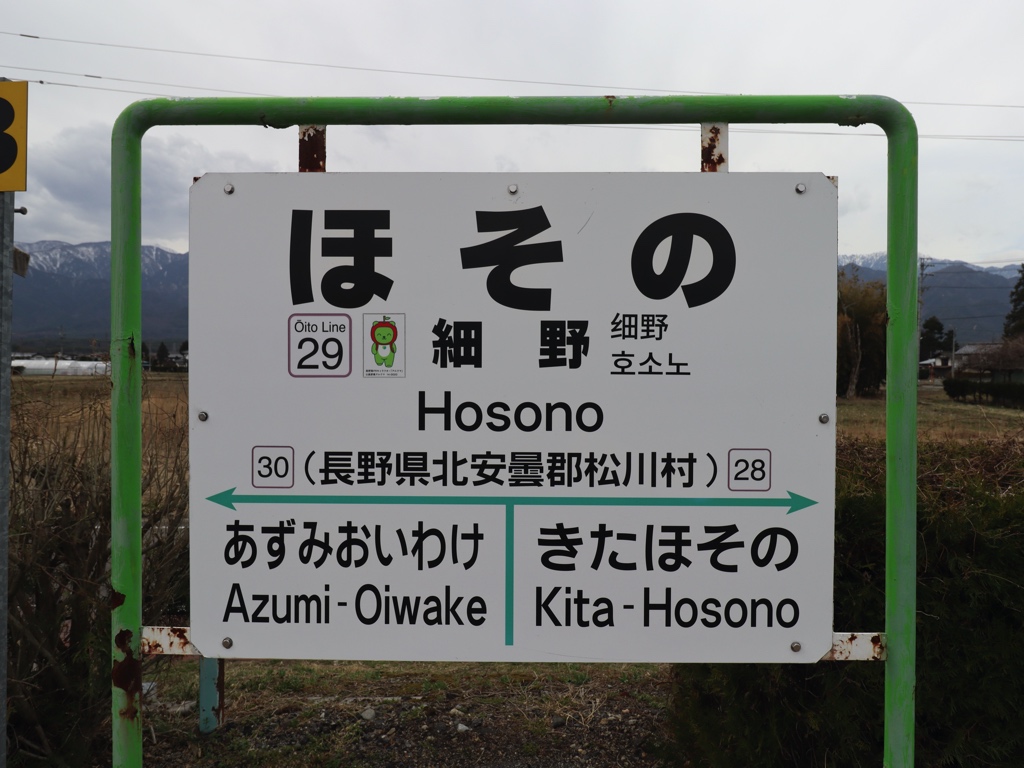 ほその
Ōito Line
29
細野
细野
호소노
Hosono
30 (長野県北安曇郡松川村) 28
あずみおいわけ きたほその
Azumi-Oiwake Kita-Hosono